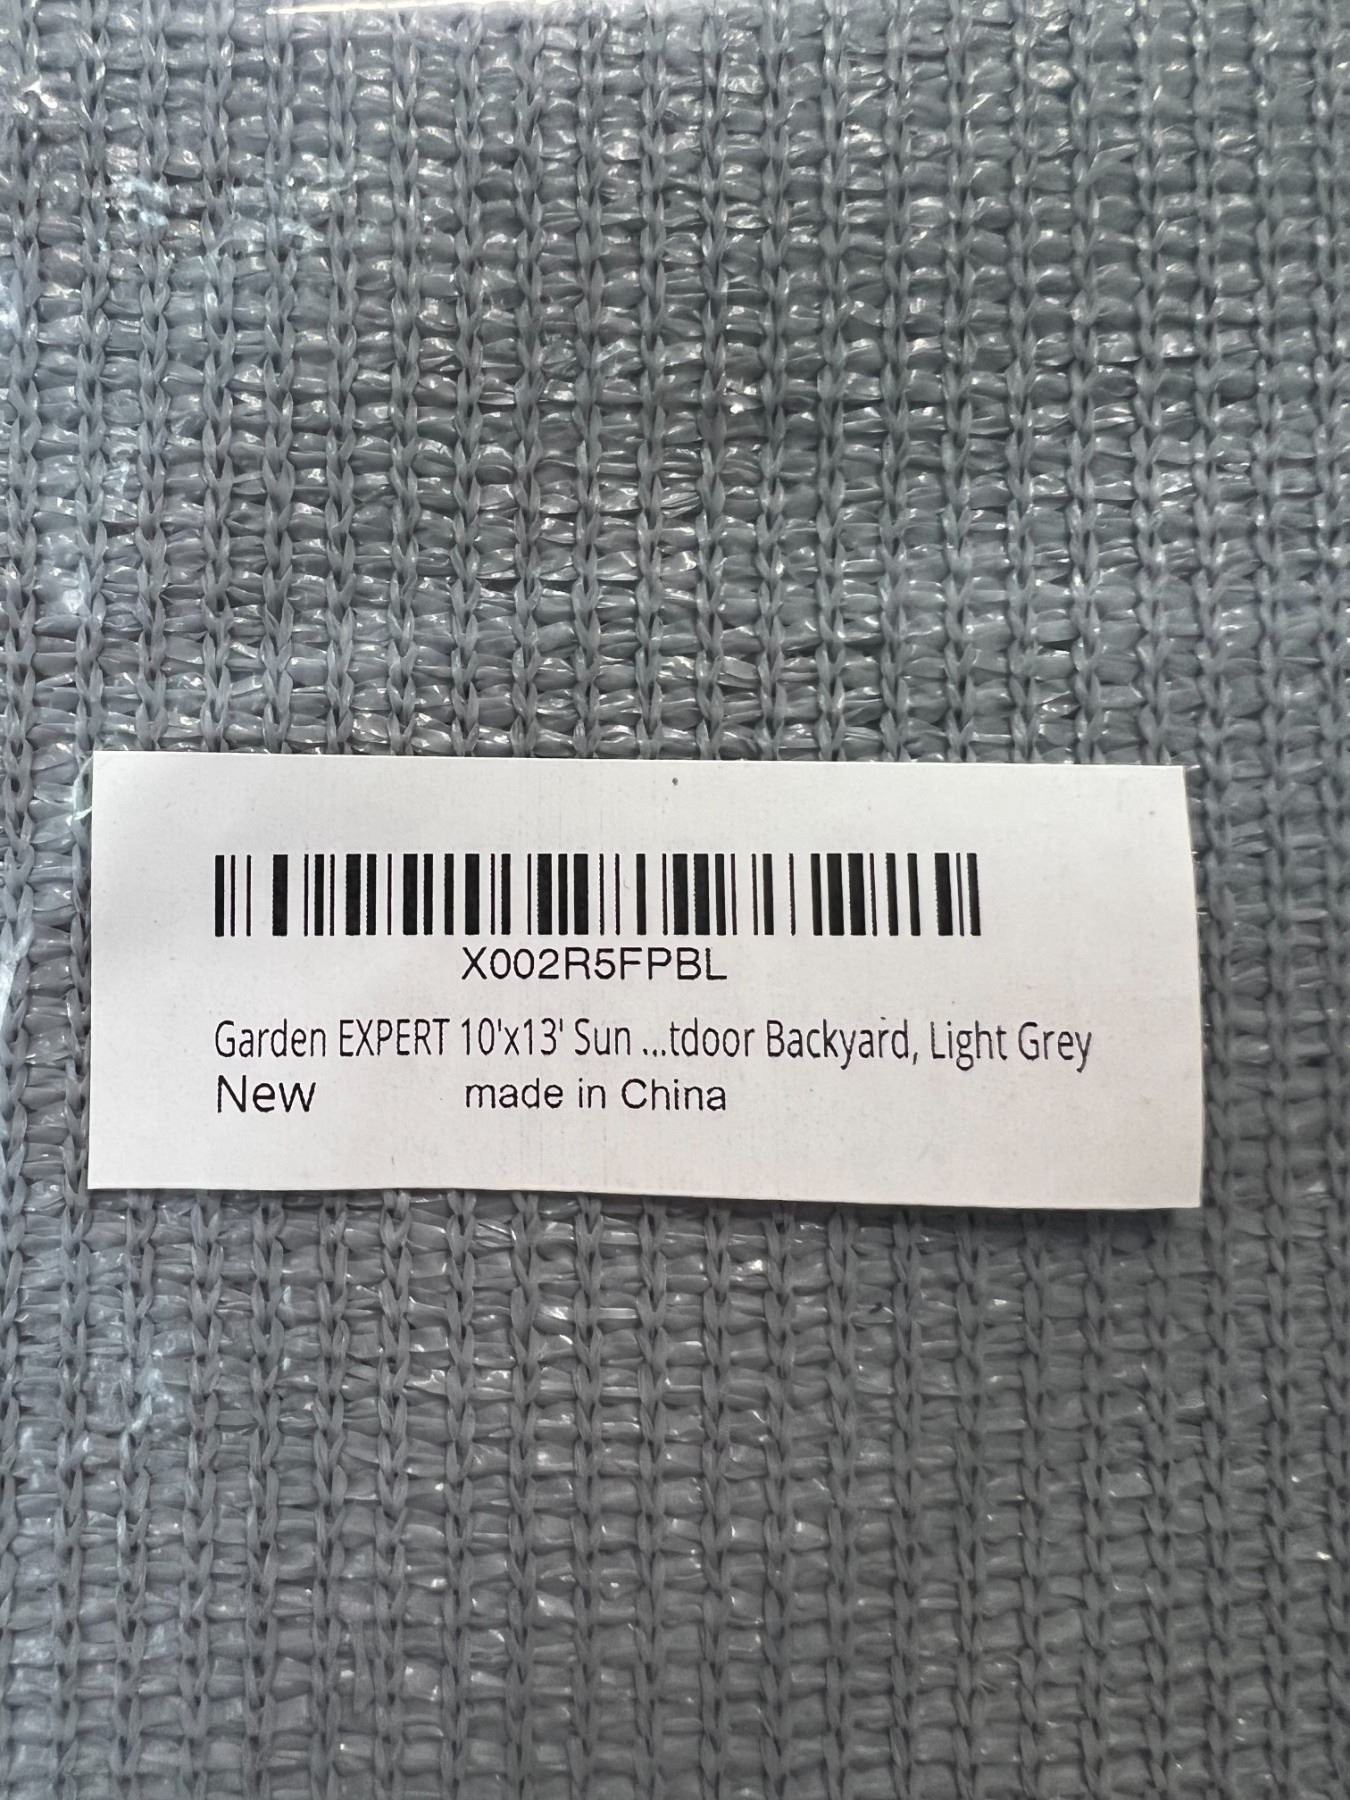 X002R5FPBL
Garden EXPERT 10'x13' Sun ...tdoor Backyard, Light Grey
New made in China